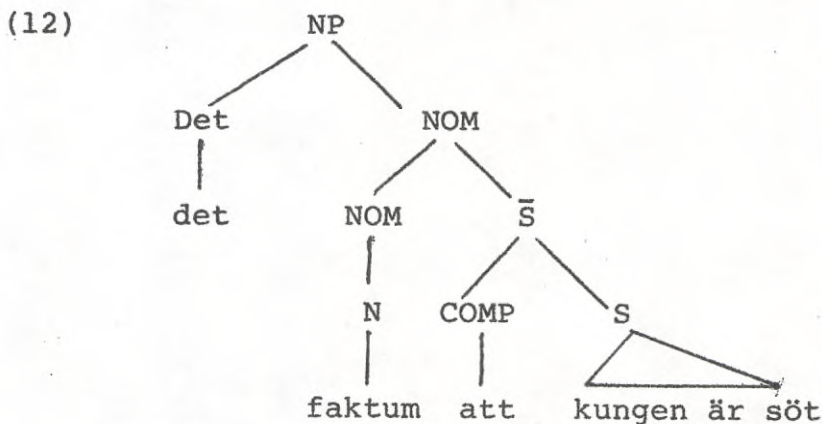 (12) NP
Det NOM
det NOM S̄
N COMP S
faktum att kungen är söt